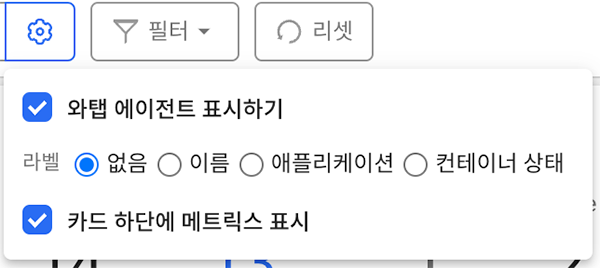 필터 리셋
와탭 에이전트 표시하기
라벨 없음 이름 애플리케이션 컨테이너 상태
카드 하단에 메트릭스 표시
e